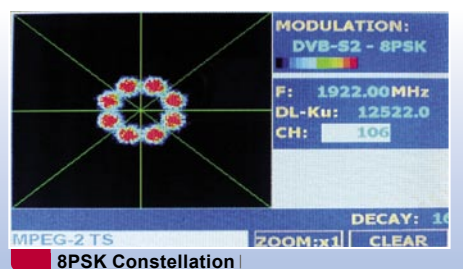 MODULATION:
DVB-S2 - 8PSK
F: 1922.00MHz
DL-Ku: 12522.0
CH: 106
DECAY: 16
MPEG-2 TS
ZOOM:x1 CLEAR
8PSK Constellation